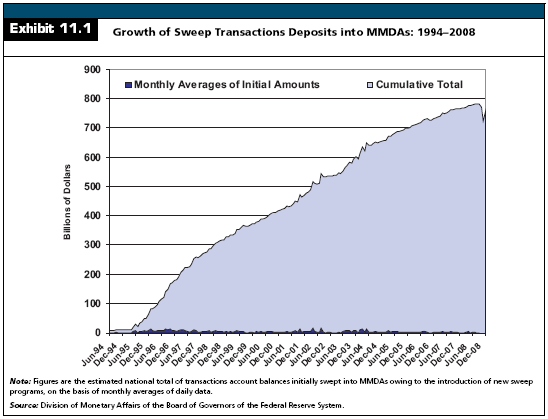 Exhibit 11.1
Growth of Sweep Transactions Deposits into MMDAs: 1994–2008
900
Monthly Averages of Initial Amounts
Cumulative Total
800
700
600
500
400
300
200
100
0
Billions of Dollars
Jun-94
Dec-94
Jun-95
Dec-95
Jun-96
Dec-96
Jun-97
Dec-97
Jun-98
Dec-98
Jun-99
Dec-99
Jun-00
Dec-00
Jun-01
Dec-01
Jun-02
Dec-02
Jun-03
Dec-03
Jun-04
Dec-04
Jun-05
Dec-05
Jun-06
Dec-06
Jun-07
Dec-07
Jun-08
Dec-08
Note: Figures are the estimated national total of transactions account balances initially swept into MMDAs owing to the introduction of new sweep
programs, on the basis of monthly averages of daily data.
Source: Division of Monetary Affairs of the Board of Governors of the Federal Reserve System.